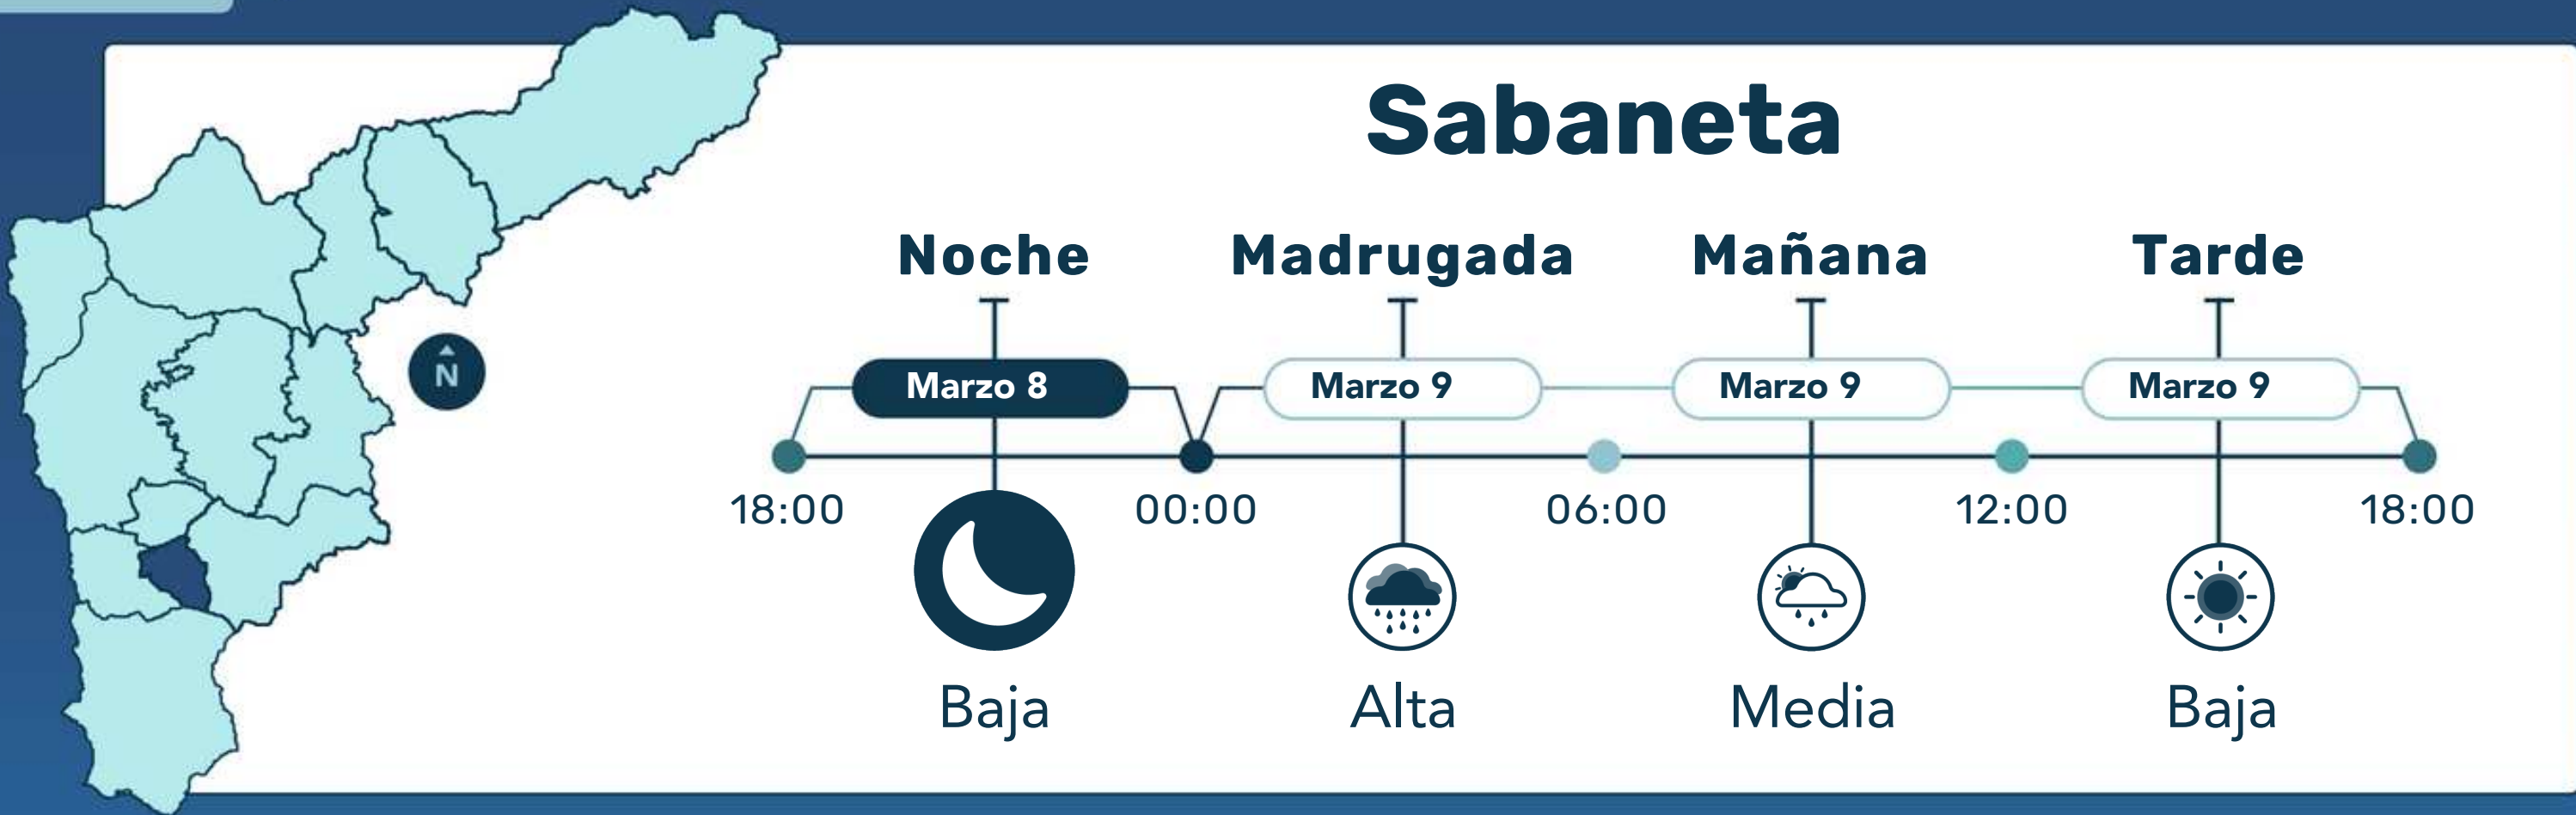 Sabaneta
Noche Madrugada Mañana Tarde
N
Marzo 8 Marzo 9 Marzo 9 Marzo 9
18:00 00:00 06:00 12:00 18:00
Baja Alta Media Baja